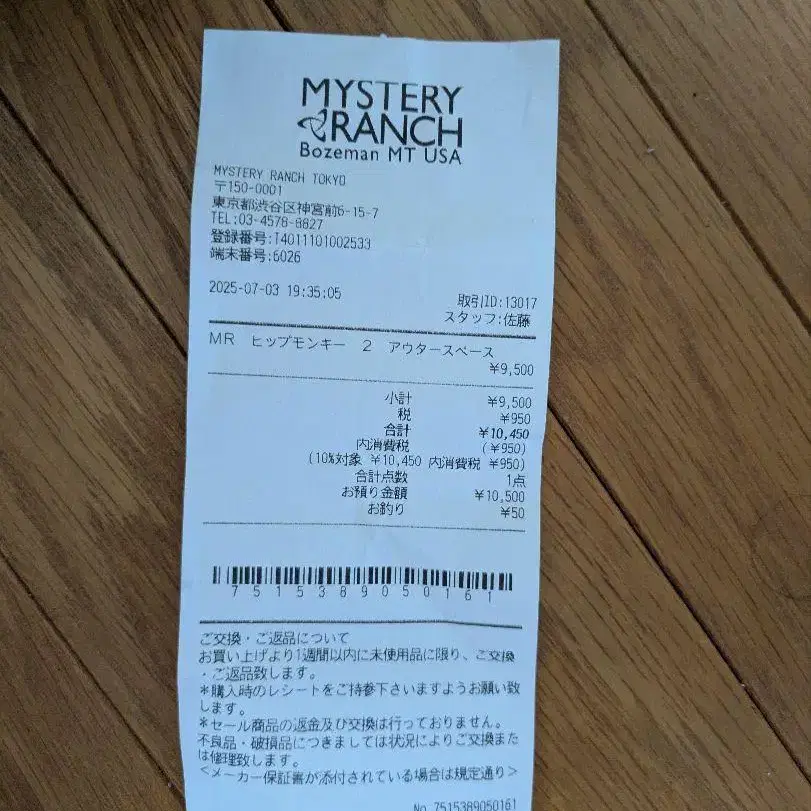 MYSTERY
RANCH
Bozeman MT USA
MYSTERY RANCH TOKYO
〒150-0001
東京都渋谷区神宮前6-15-7
TEL:03-4578-8827
登録番号:T4011101002533
端末番号:6026
2025-07-03 19:35:05
取引ID:13017
スタッフ:佐藤
MR ヒップモンキー 2 アウタースペース
¥9,500
小計 ¥9,500
税 ¥950
合計 ¥10,450
内消費税 (¥950)
(10%対象 ¥10,450 内消費税 ¥950)
合計点数 1点
お預り金額 ¥10,500
お釣り ¥50
7515389050161
ご交換・ご返品について
お買い上げより1週間以内に未使用品に限り、ご交換
・ご返品致します。
*購入時のレシートをご持参下さいますようお願い致
します。
*セール商品の返金及び交換は行っておりません。
不良品・破損品につきましては状況によりご交換また
は修理致します。
<メーカー保証書が添付されている場合は規定通り>
No 7515389050161